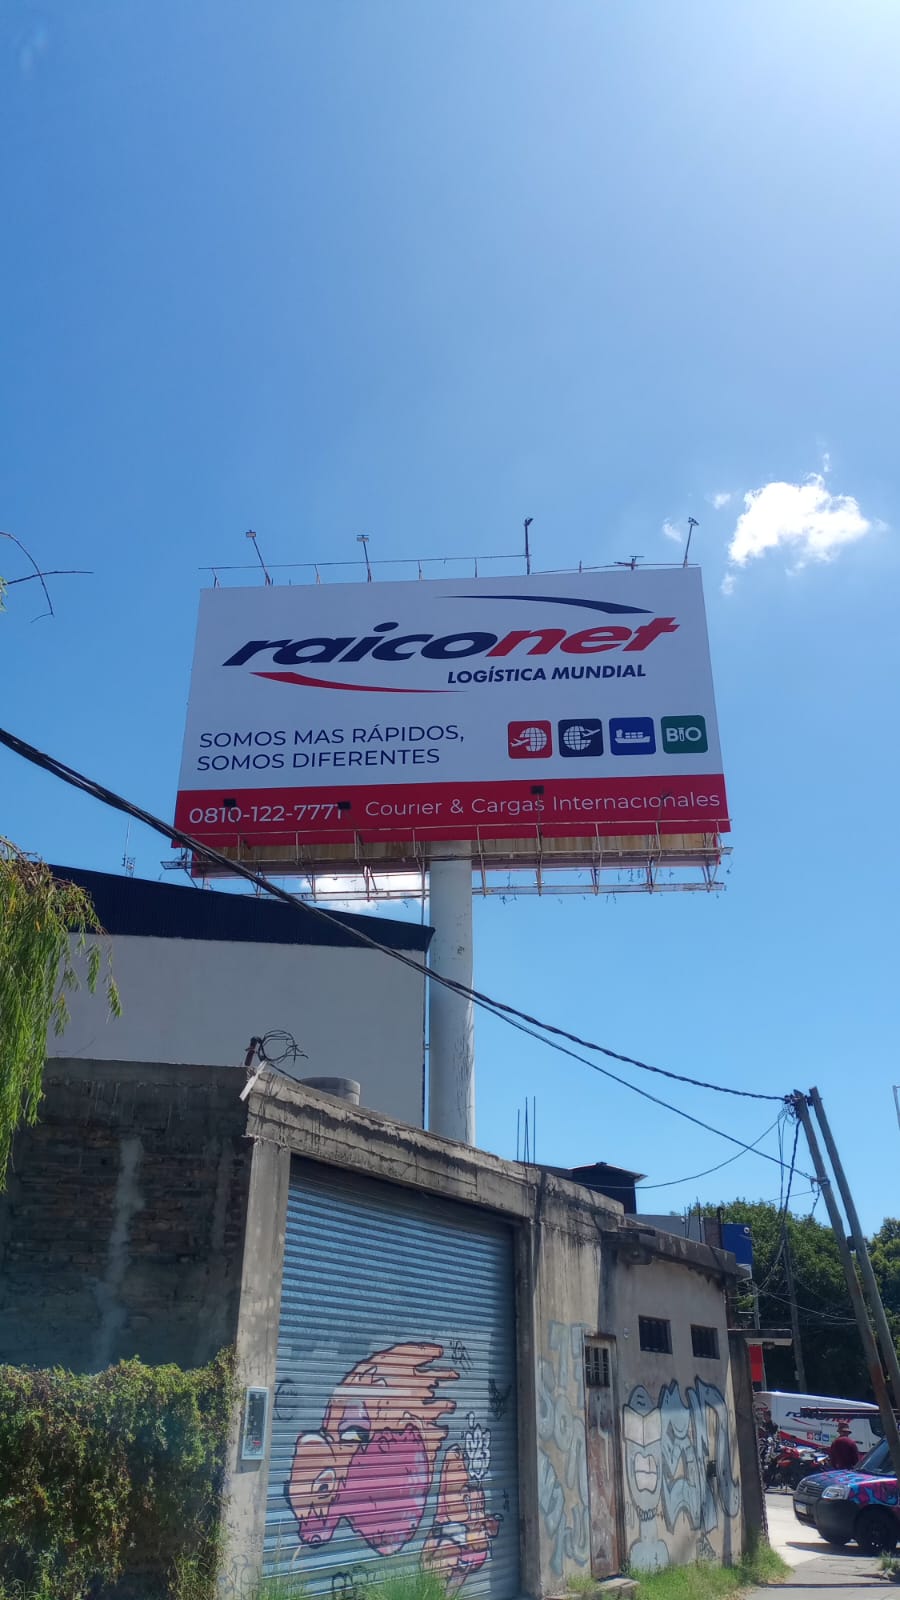 raiconet
LOGÍSTICA MUNDIAL
SOMOS MAS RÁPIDOS,
SOMOS DIFERENTES
BIO
0810-122-7771 Courier & Cargas Internacionales